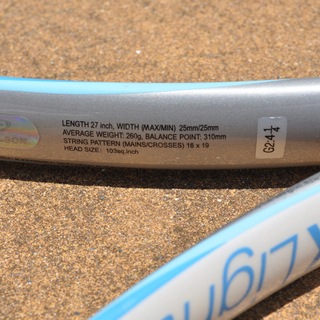 LENGTH 27 inch, WIDTH (MAX/MIN) 25mm/25mm
AVERAGE WEIGHT: 260g, BALANCE POINT: 310mm
STRING PATTERN (MAINS/CROSSES) 16 x 19
HEAD SIZE: 103sq.inch
G2:4 1/4
Light